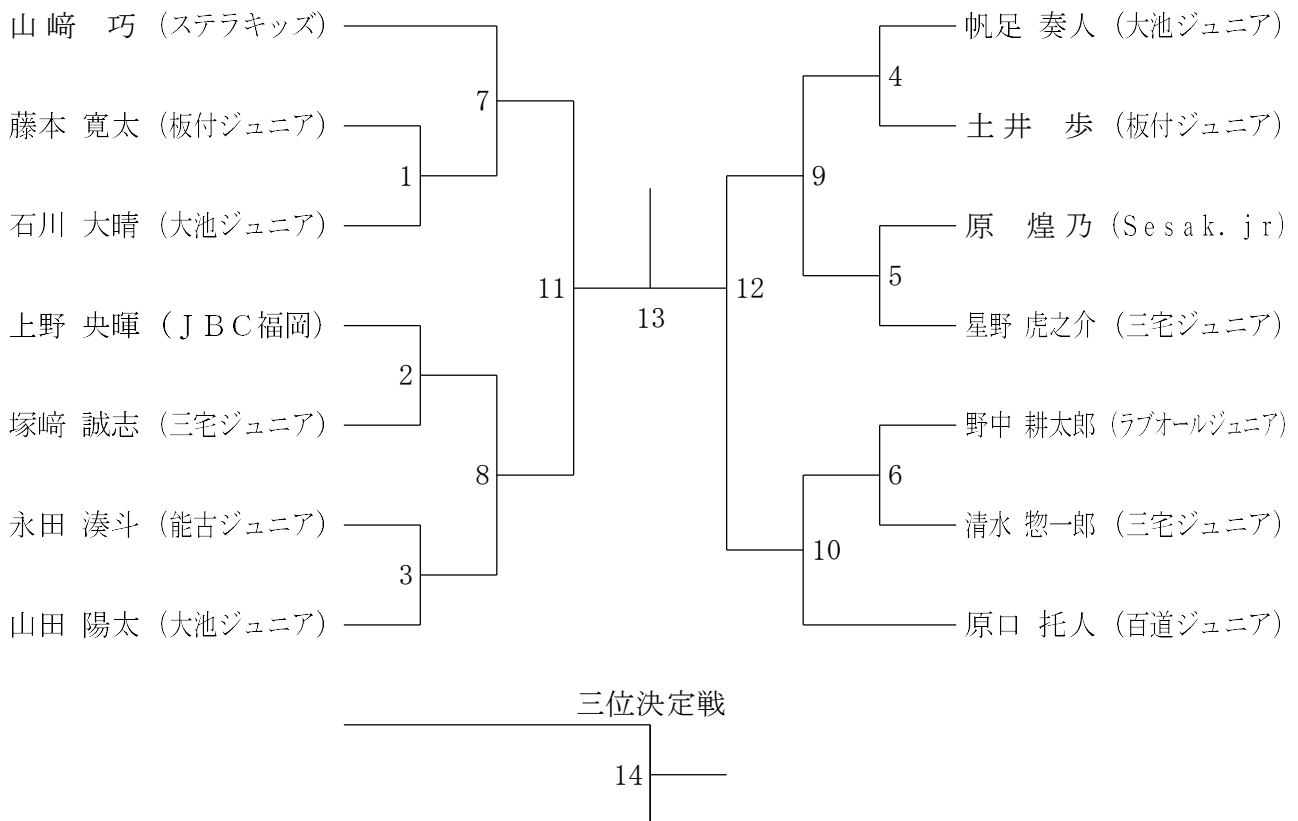 山﨑　巧 (ステラキッズ)
7
藤本 寛太 (板付ジュニア)
1
石川 大晴 (大池ジュニア)
11
上野 央暉 (ＪＢＣ福岡)
2
塚﨑 誠志 (三宅ジュニア)
8
永田 湊斗 (能古ジュニア)
3
山田 陽太 (大池ジュニア)
13
帆足 奏人 (大池ジュニア)
4
土井　歩 (板付ジュニア)
9
原　煌乃 (Sesak. jr)
5
星野 虎之介 (三宅ジュニア)
12
野中 耕太郎 (ラブオールジュニア)
6
清水 惣一郎 (三宅ジュニア)
10
原口 托人 (百道ジュニア)
三位決定戦
14